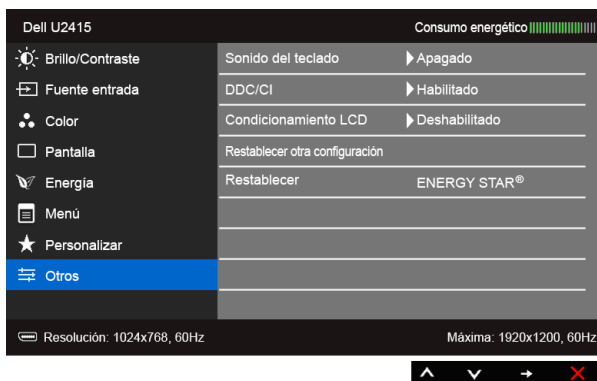 Dell U2415 Consumo energético
Brillo/Contraste Sonido del teclado Apagado
Fuente entrada DDC/CI Habilitado
Color Condicionamiento LCD Deshabilitado
Pantalla Restablecer otra configuración
Energía Restablecer ENERGY STAR®
Menú
Personalizar
Otros
Resolución: 1024x768, 60Hz Máxima: 1920x1200, 60Hz